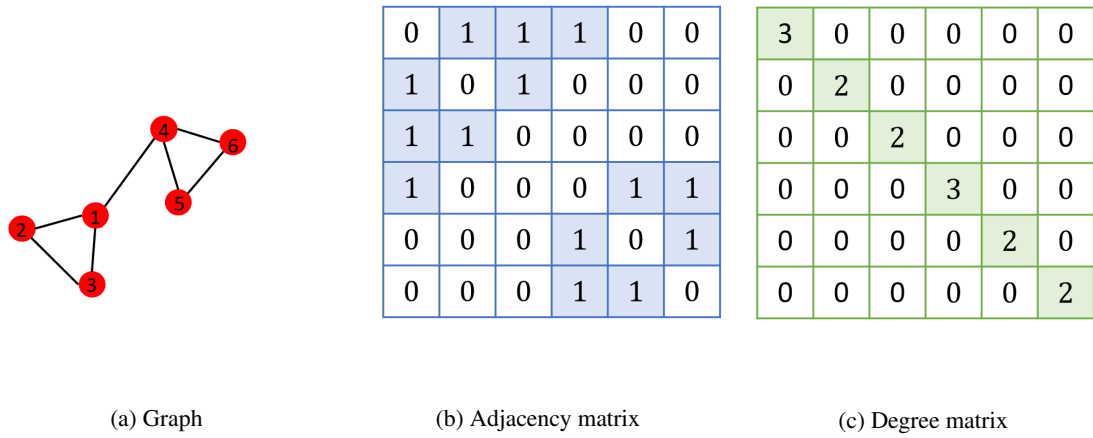 4
6
5
1
2
3
0 1 1 1 0 0
1 0 1 0 0 0
1 1 0 0 0 0
1 0 0 0 1 1
0 0 0 1 0 1
0 0 0 1 1 0
3 0 0 0 0 0
0 2 0 0 0 0
0 0 2 0 0 0
0 0 0 3 0 0
0 0 0 0 2 0
0 0 0 0 0 2
(a) Graph
(b) Adjacency matrix
(c) Degree matrix